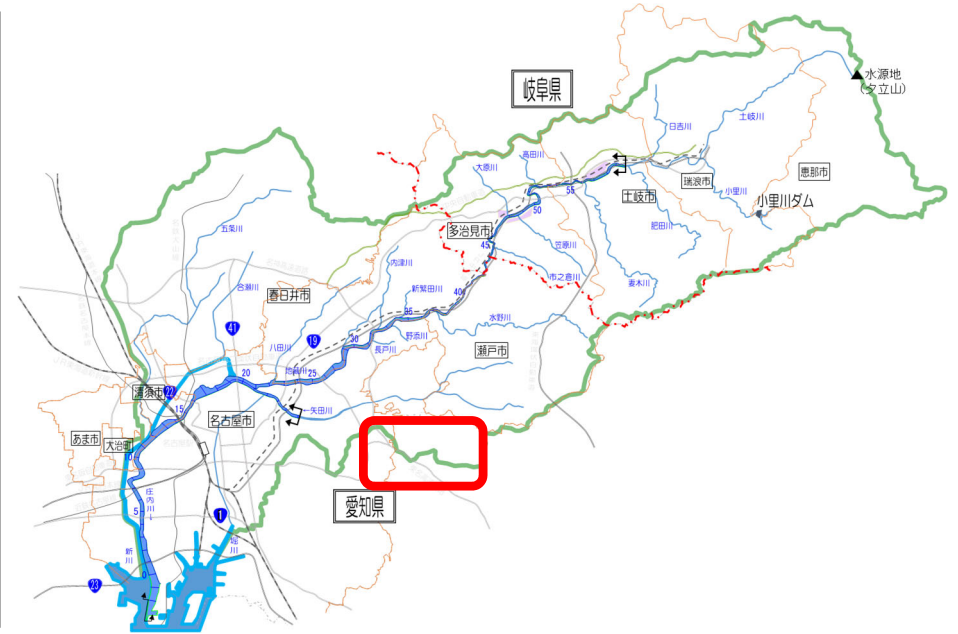 岐阜県
水源地
(夕立山)
土岐川
日吉川
高田川
大原川
恵那市
瑞浪市
小里川
小里川ダム
土岐市
55
50
五条川
肥田川
多治見市
45
笠原川
内津川
市之倉川
妻木川
合瀬川
春日井市
新繁田川
40
水野川
35
41
19
八田川
野添川
30
長戸川
瀬戸市
地蔵川
25
20
清須市
22
15
矢田川
名古屋市
あま市
大治町
10
愛知県
庄内川
5
1
堀川
新川
0
23